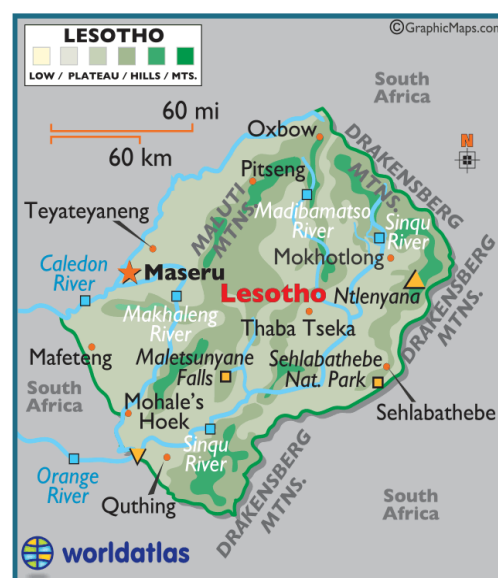 ©GraphicMaps.com
LESOTHO
LOW / PLATEAU / HILLS / MTS.
South
Africa
60 mi
60 km
Oxbow
DRAKENSBERG
MTNS.
Pitseng
MALUTI
MTNS.
Madibamatso
River
Teyateyaneng
Sinqu
River
Mokhotlong
Caledon
River
Maseru
Lesotho
Ntlenyana
Makhaleng
River
Thaba Tseka
DRAKENSBERG
MTNS.
Mafeteng
Maletsunyane
Falls
Sehlabathebe
Nat. Park
South
Africa
Mohale's
Hoek
Sehlabathebe
Sinqu
River
Orange
River
Quthing
DRAKENSBERG
MTNS.
South
Africa
worldatlas
N